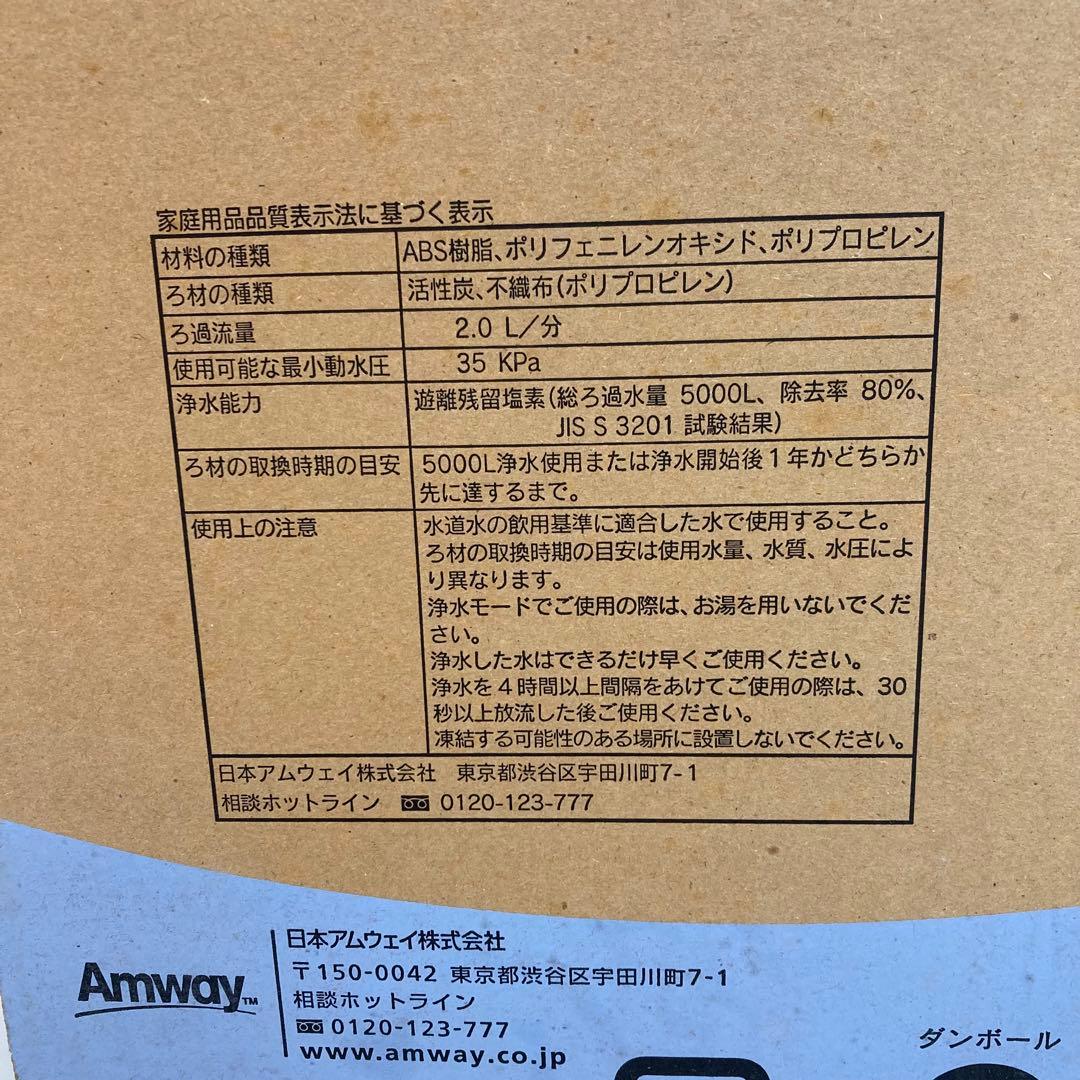 家庭用品品質表示法に基づく表示
材料の種類 ABS樹脂、ポリフェニレンオキシド、ポリプロピレン
ろ材の種類 活性炭、不織布(ポリプロピレン)
ろ過流量 2.0 L/分
使用可能な最小動水圧 35 KPa
浄水能力 遊離残留塩素(総ろ過水量 5000L、除去率 80%、
JIS S 3201 試験結果)
ろ材の取換時期の目安 5000L浄水使用または浄水開始後1年かどちらか
先に達するまで。
使用上の注意 水道水の飲用基準に適合した水で使用すること。
ろ材の取換時期の目安は使用水量、水質、水圧によ
り異なります。
浄水モードでご使用の際は、お湯を用いないでくだ
さい。
浄水した水はできるだけ早くご使用ください。
浄水を4時間以上間隔をあけてご使用の際は、30
秒以上放流した後ご使用ください。
凍結する可能性のある場所に設置しないでください。
日本アムウェイ株式会社 東京都渋谷区宇田川町7-1
相談ホットライン 0120-123-777
Amway™
日本アムウェイ株式会社
〒150-0042 東京都渋谷区宇田川町7-1
相談ホットライン
0120-123-777
www.amway.co.jp
ダンボール